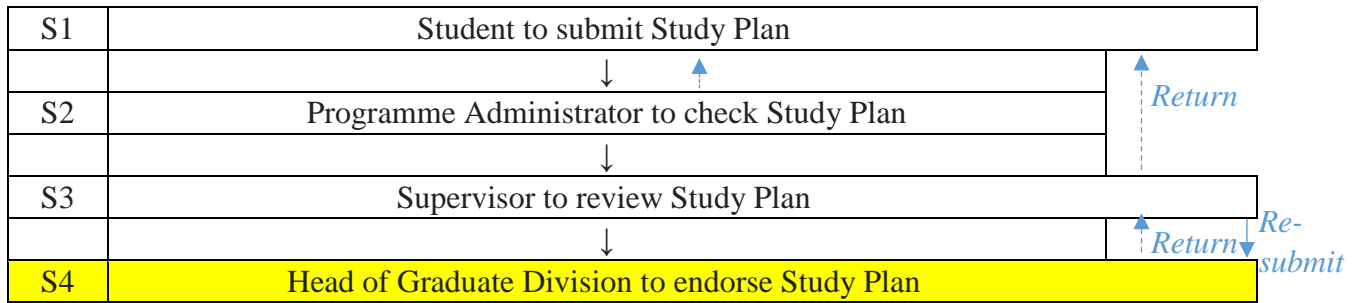 S1 Student to submit Study Plan
↓
Return
S2 Programme Administrator to check Study Plan
↓
S3 Supervisor to review Study Plan
↓ Return Re-
submit
S4 Head of Graduate Division to endorse Study Plan